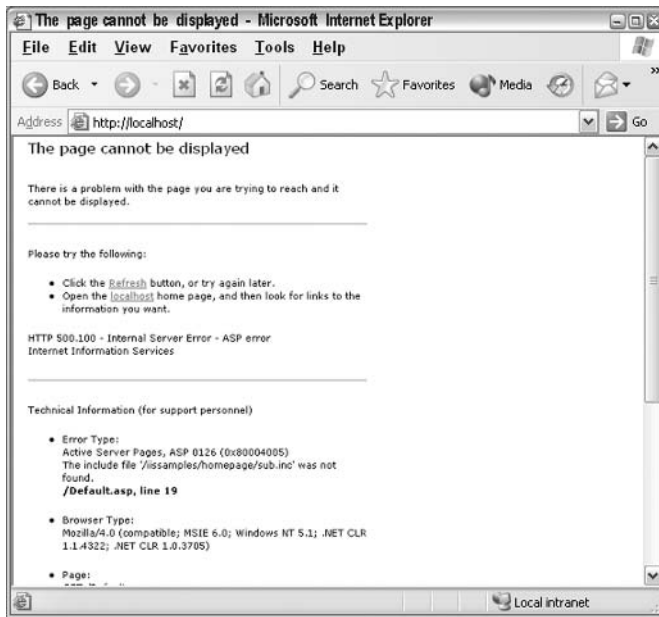 The page cannot be displayed - Microsoft Internet Explorer
File Edit View Favorites Tools Help
Back Search Favorites Media »
Address http://localhost/ Go
The page cannot be displayed
There is a problem with the page you are trying to reach and it
cannot be displayed.
Please try the following:
• Click the Refresh button, or try again later.
• Open the localhost home page, and then look for links to the
information you want.
HTTP 500.100 - Internal Server Error - ASP error
Internet Information Services
Technical Information (for support personnel)
• Error Type:
Active Server Pages, ASP 0126 (0x80004005)
The include file '/iissamples/homepage/sub.inc' was not
found.
/Default.asp, line 19
• Browser Type:
Mozilla/4.0 (compatible; MSIE 6.0; Windows NT 5.1; .NET CLR
1.1.4322; .NET CLR 1.0.3705)
• Page:
Local intranet